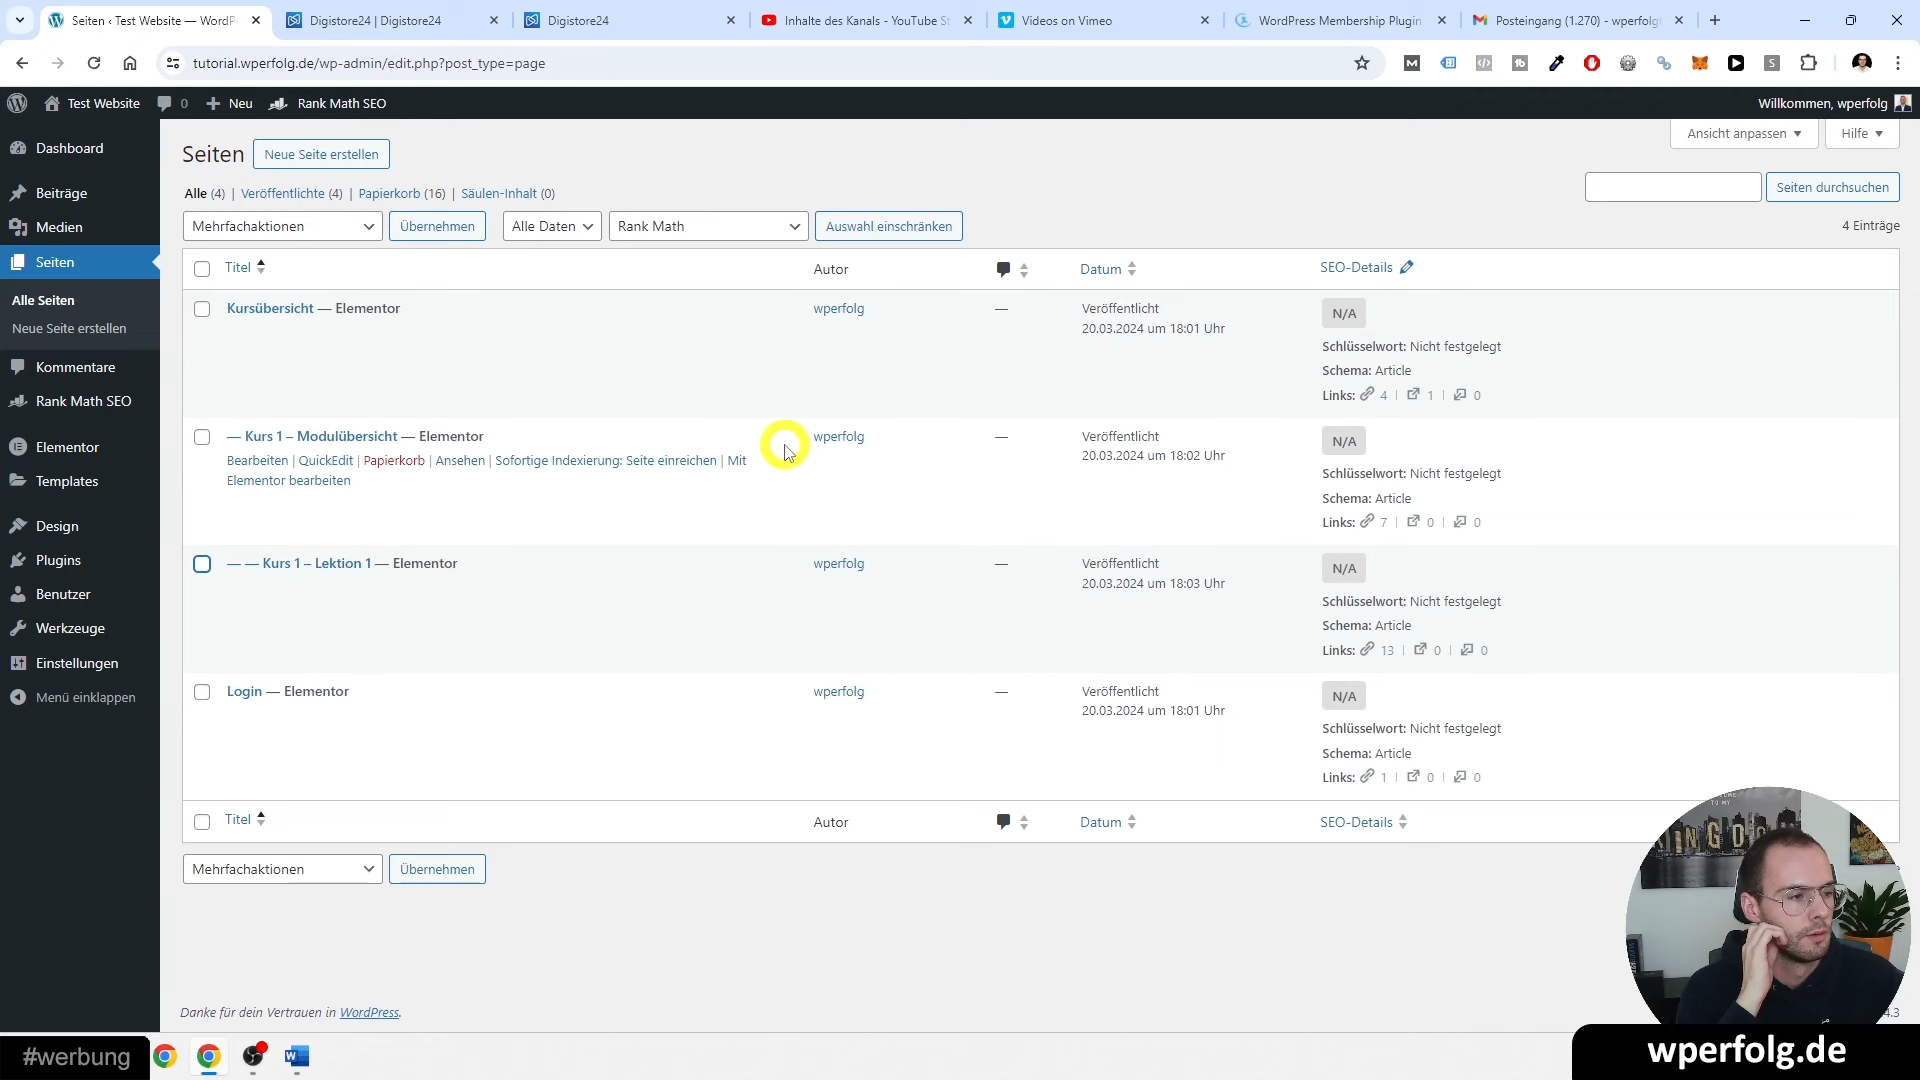 Seiten ‹ Test Website — WordP
Digistore24 | Digistore24
Digistore24
Inhalte des Kanals - YouTube St
Videos on Vimeo
WordPress Membership Plugin
Posteingang (1.270) - wperfolg
tutorial.wperfolg.de/wp-admin/edit.php?post_type=page
Test Website
0
Neu
Rank Math SEO
Willkommen, wperfolg
Dashboard
Beiträge
Medien
Seiten
Alle Seiten
Neue Seite erstellen
Kommentare
Rank Math SEO
Elementor
Templates
Design
Plugins
Benutzer
Werkzeuge
Einstellungen
Menü einklappen
Ansicht anpassen
Hilfe
Seiten
Neue Seite erstellen
Alle (4) | Veröffentlichte (4) | Papierkorb (16) | Säulen-Inhalt (0)
Seiten durchsuchen
Mehrfachaktionen
Übernehmen
Alle Daten
Rank Math
Auswahl einschränken
4 Einträge
Titel
Autor
Datum
SEO-Details
Kursübersicht — Elementor
wperfolg
—
Veröffentlicht
20.03.2024 um 18:01 Uhr
N/A
Schlüsselwort: Nicht festgelegt
Schema: Article
Links: 4 | 1 | 0
— Kurs 1 – Modulübersicht — Elementor
Bearbeiten | QuickEdit | Papierkorb | Ansehen | Sofortige Indexierung: Seite einreichen | Mit
Elementor bearbeiten
wperfolg
—
Veröffentlicht
20.03.2024 um 18:02 Uhr
N/A
Schlüsselwort: Nicht festgelegt
Schema: Article
Links: 7 | 0 | 0
— — Kurs 1 – Lektion 1 — Elementor
wperfolg
—
Veröffentlicht
20.03.2024 um 18:03 Uhr
N/A
Schlüsselwort: Nicht festgelegt
Schema: Article
Links: 13 | 0 | 0
Login — Elementor
wperfolg
—
Veröffentlicht
20.03.2024 um 18:01 Uhr
N/A
Schlüsselwort: Nicht festgelegt
Schema: Article
Links: 1 | 0 | 0
Titel
Autor
Datum
SEO-Details
Mehrfachaktionen
Übernehmen
Danke für dein Vertrauen in WordPress.
4.3
#werbung
wperfolg.de